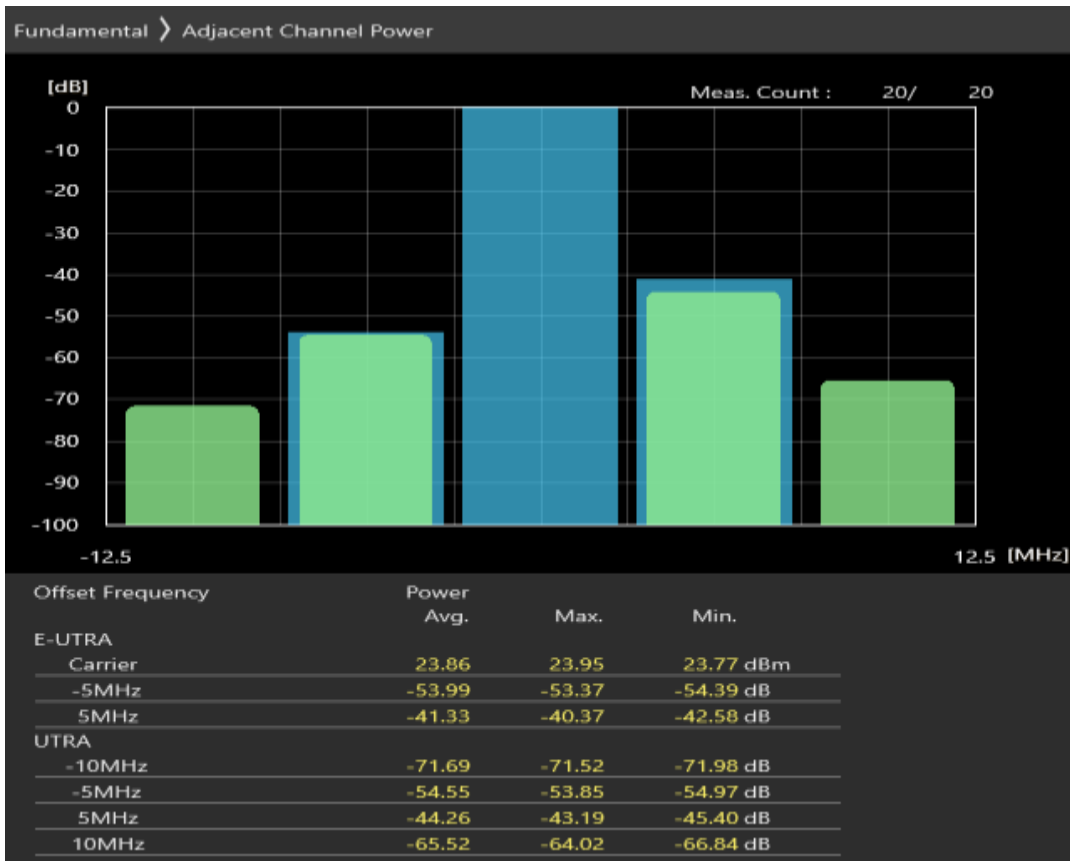 Fundamental ❯ Adjacent Channel Power
[dB]
Meas. Count : 20/ 20
0
-10
-20
-30
-40
-50
-60
-70
-80
-90
-100
-12.5 12.5 [MHz]
Offset Frequency Power
Avg. Max. Min.
E-UTRA
Carrier 23.86 23.95 23.77 dBm
-5MHz -53.99 -53.37 -54.39 dB
5MHz -41.33 -40.37 -42.58 dB
UTRA
-10MHz -71.69 -71.52 -71.98 dB
-5MHz -54.55 -53.85 -54.97 dB
5MHz -44.26 -43.19 -45.40 dB
10MHz -65.52 -64.02 -66.84 dB